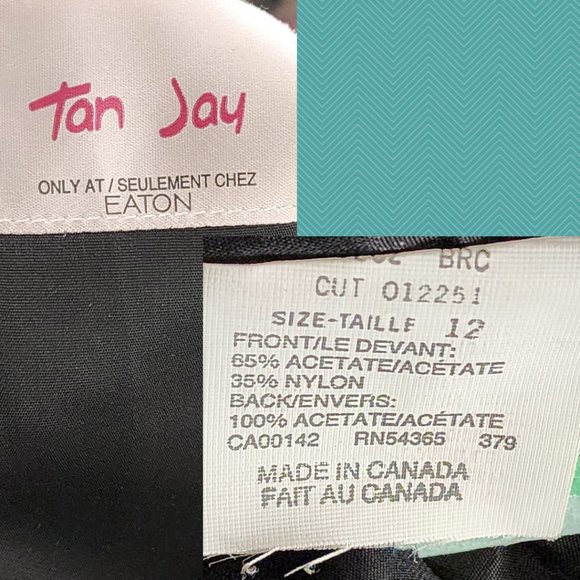 Tan Jay
ONLY AT / SEULEMENT CHEZ
EATON
BRC
CUT 012251
SIZE-TAILLE 12
FRONT/LE DEVANT:
65% ACETATE/ACÉTATE
35% NYLON
BACK/ENVERS:
100% ACETATE/ACÉTATE
CA00142 RN54365 379
MADE IN CANADA
FAIT AU CANADA